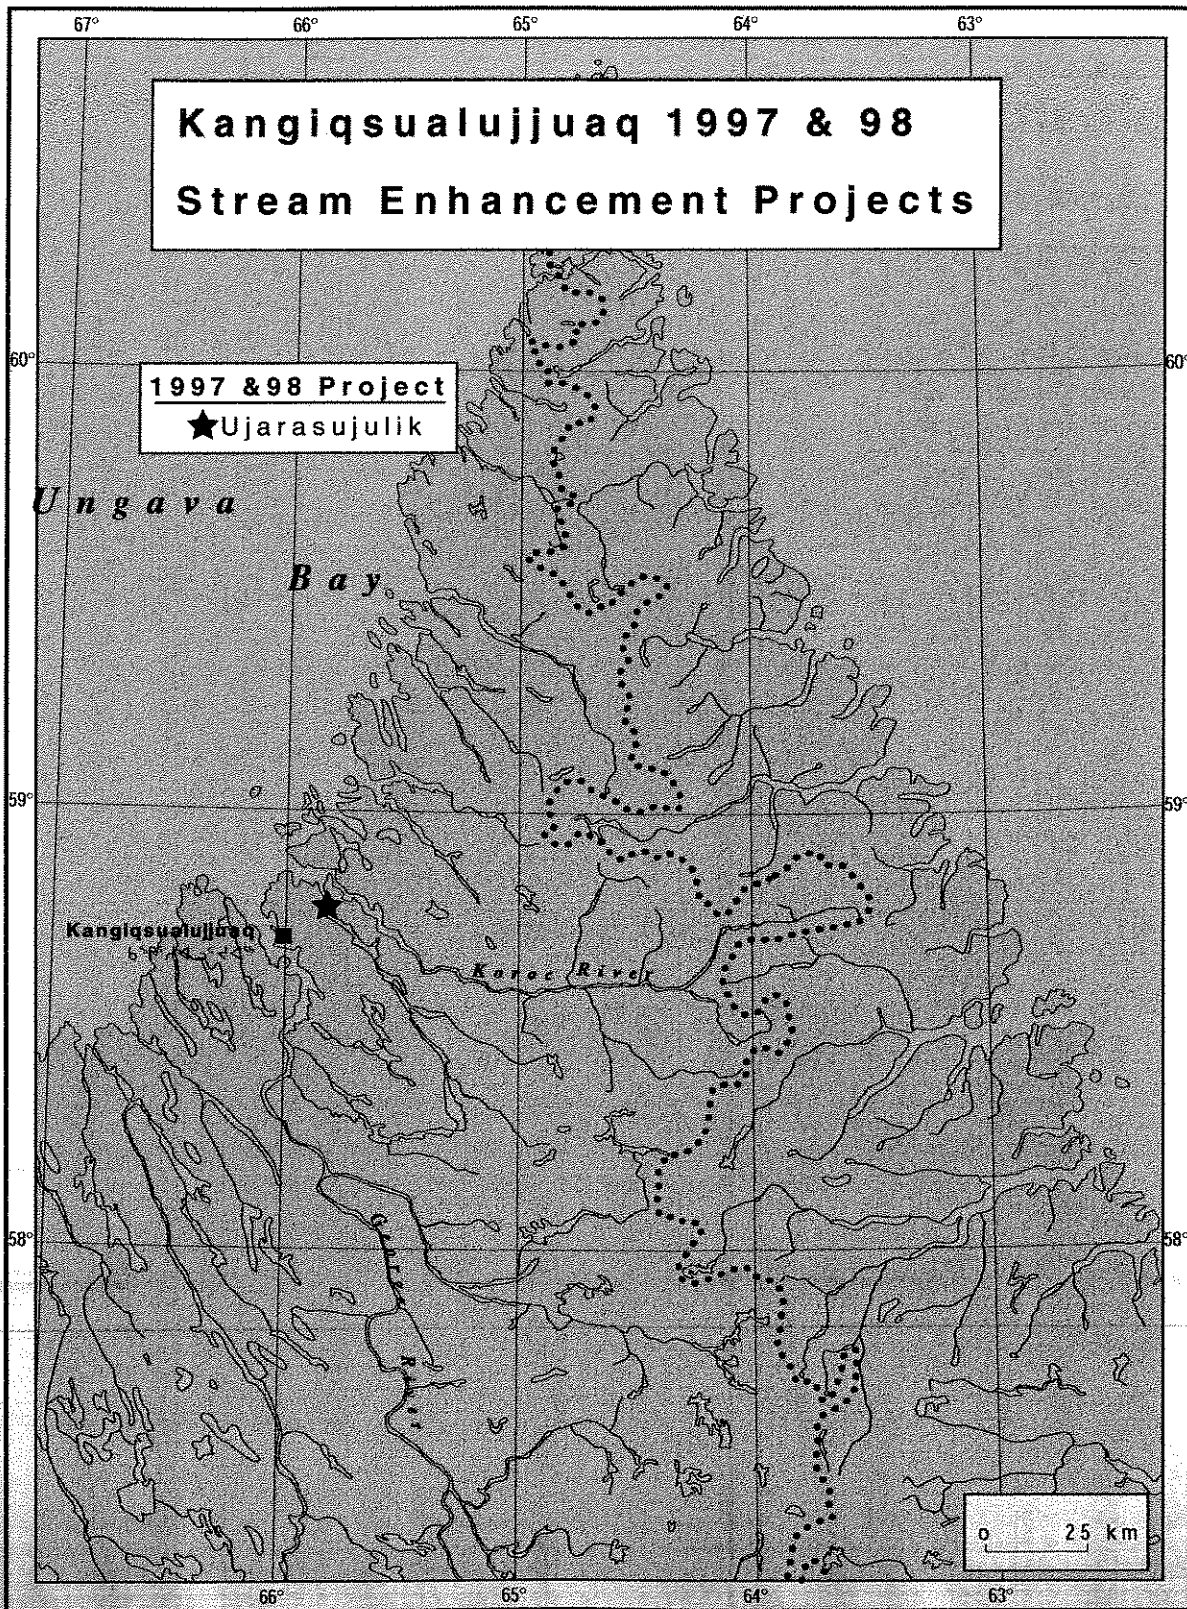 67° 66° 65° 64° 63°
Kangiqsualujjuaq 1997 & 98
Stream Enhancement Projects
60° 60°
1997 &98 Project
★Ujarasujulik
Ungava
Bay
59° 59°
Kangiqsualujjuaq
Koroc River
58° 58°
George
River
0 25 km
66° 65° 64° 63°